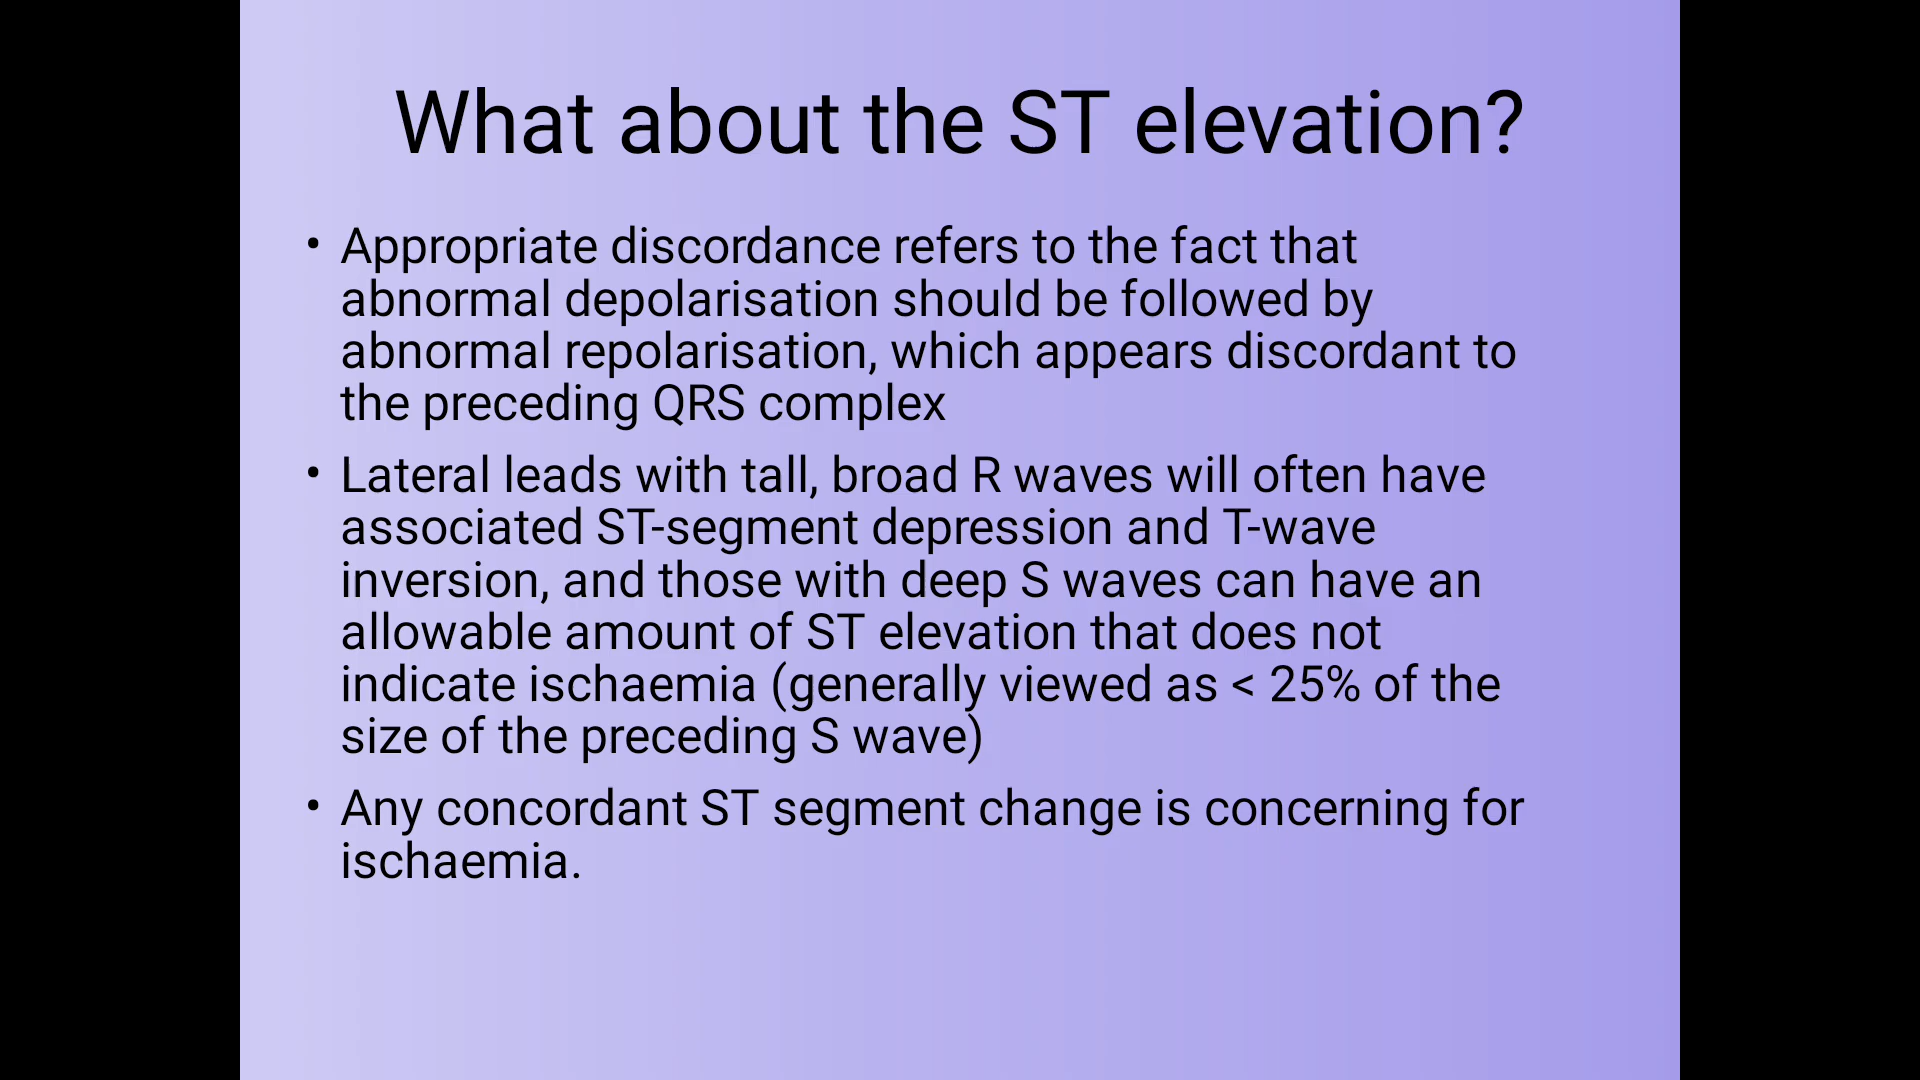 What about the ST elevation?
• Appropriate discordance refers to the fact that
abnormal depolarisation should be followed by
abnormal repolarisation, which appears discordant to
the preceding QRS complex
• Lateral leads with tall, broad R waves will often have
associated ST-segment depression and T-wave
inversion, and those with deep S waves can have an
allowable amount of ST elevation that does not
indicate ischaemia (generally viewed as < 25% of the
size of the preceding S wave)
• Any concordant ST segment change is concerning for
ischaemia.